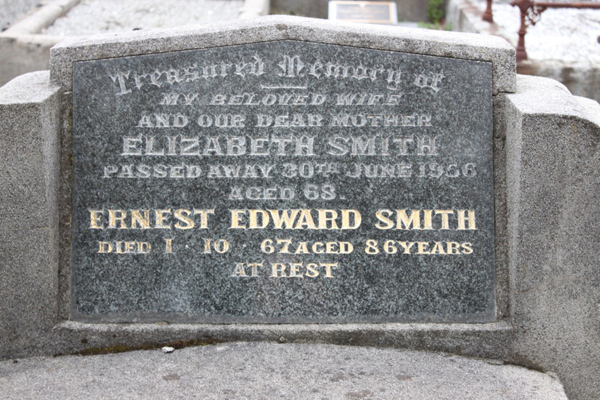 Treasured Memory of
MY BELOVED WIFE
AND OUR DEAR MOTHER
ELIZABETH SMITH
PASSED AWAY 30TH JUNE 1956
AGED 68.
ERNEST EDWARD SMITH
DIED 1 · 10 · 67 AGED 86 YEARS
AT REST